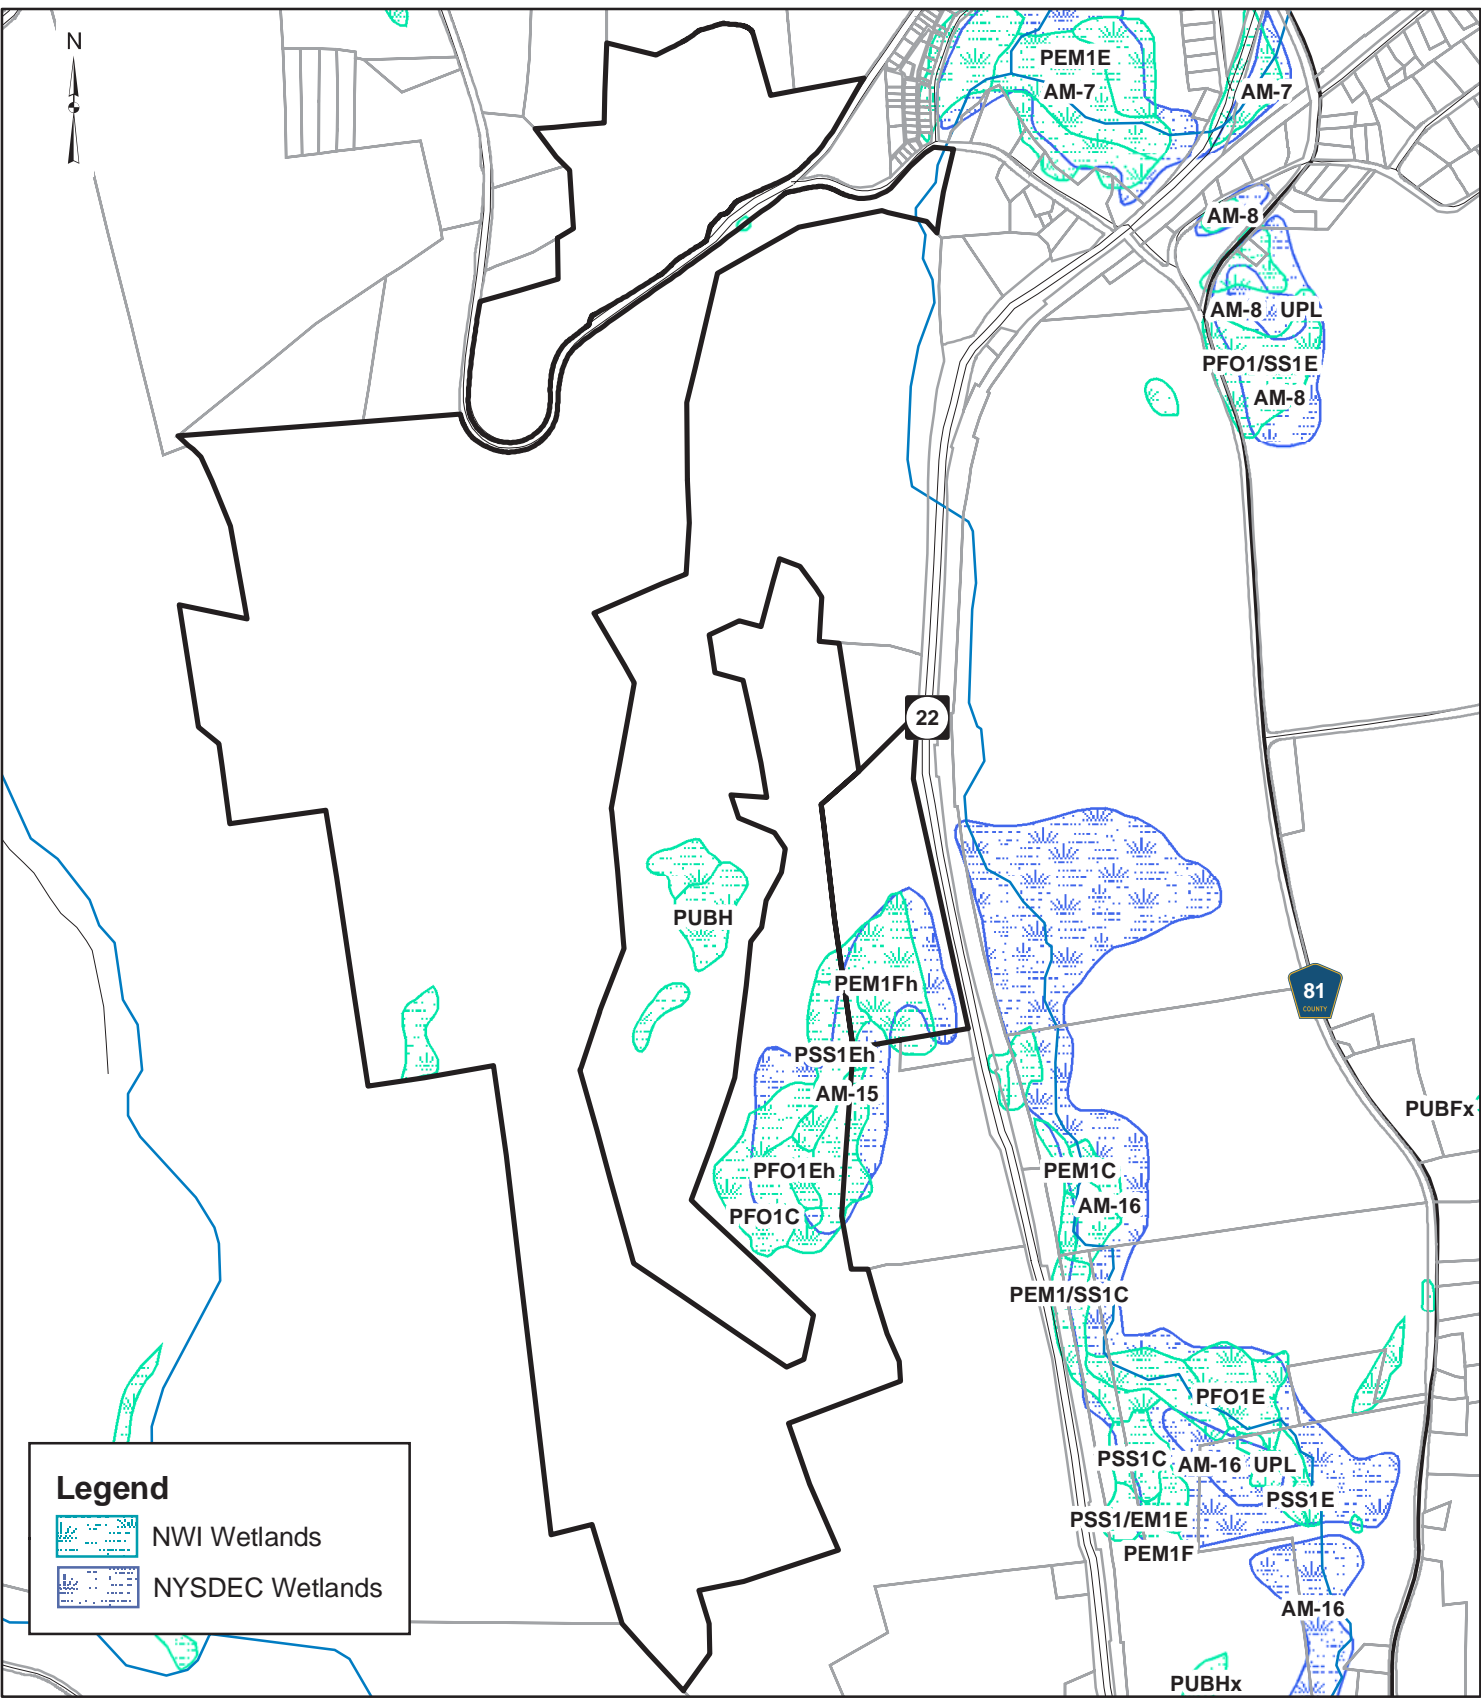 N
PEM1E
AM-7
AM-7
AM-8
AM-8 UPL
PFO1/SS1E
AM-8
22
PUBH
PEM1Fh
81
COUNTY
PSS1Eh
AM-15
PUBFx
PFO1Eh
PEM1C
AM-16
PFO1C
PEM1/SS1C
PFO1E
PSS1C
AM-16 UPL
PSS1E
PSS1/EM1E
PEM1F
AM-16
PUBHx
Legend
NWI Wetlands
NYSDEC Wetlands